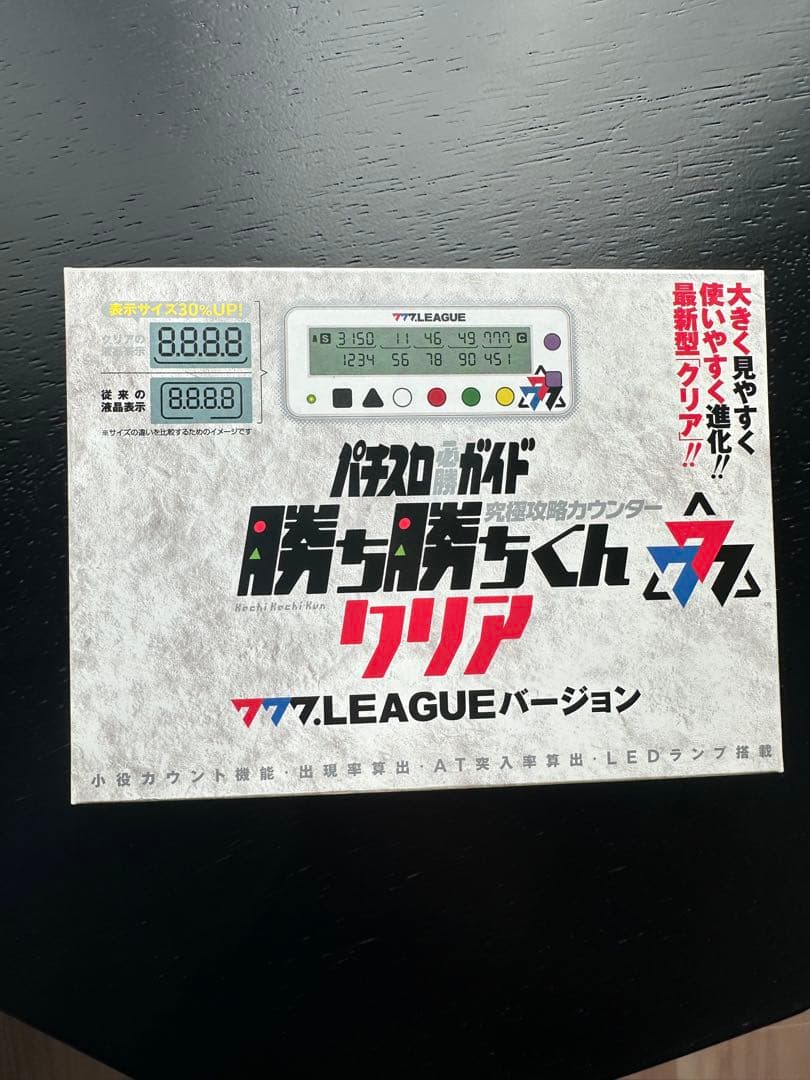 表示サイズ30%UP!
クリアの
液晶表示
8.8.8.8
従来の
液晶表示
8.8.8.8
※サイズの違いを比較するためのイメージです
777.LEAGUE
A S 3150 11 46 49 777 C
1234 56 78 90 451
大きく見やすく
使いやすく進化!!
最新型「クリア」!!
パチスロ必勝ガイド
究極攻略カウンター
勝ち勝ちくん
Kachi Kachi Kun
クリア
777
777.LEAGUEバージョン
小役カウント機能・出現率算出・AT突入率算出・LEDランプ搭載